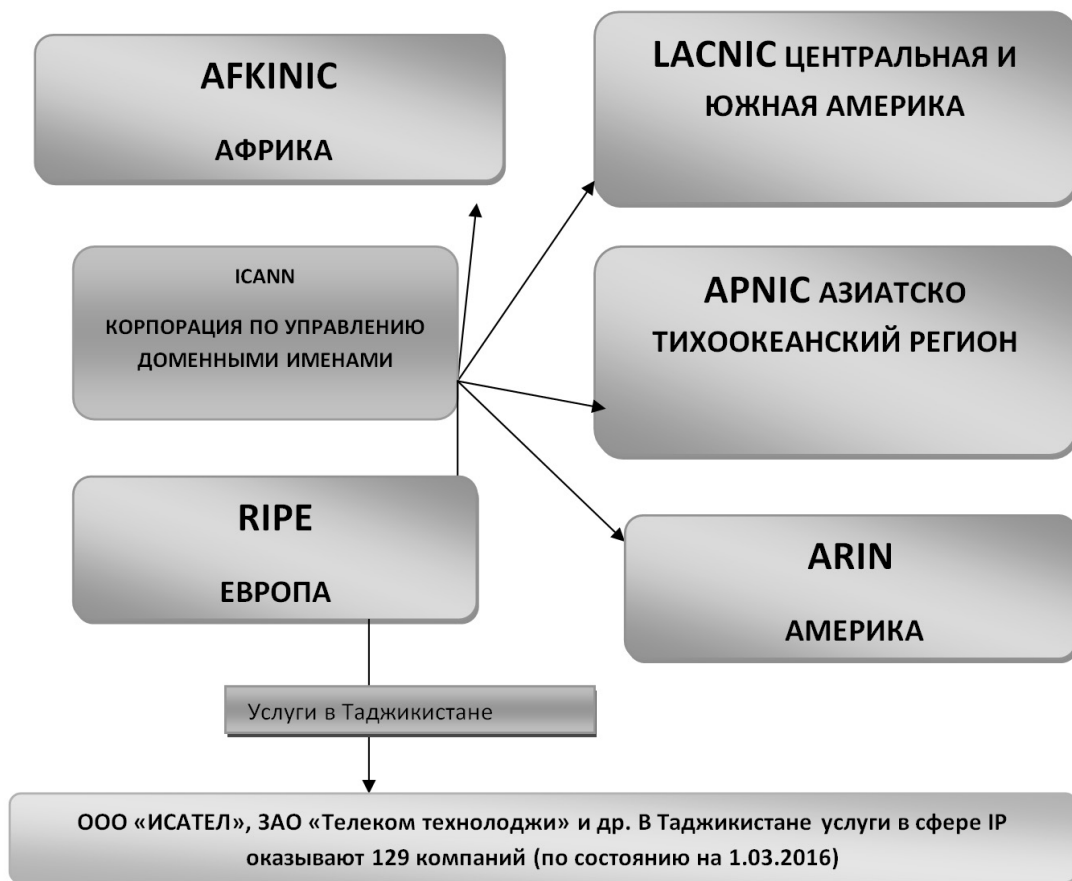 AFKINIC
АФРИКА
LACNIC ЦЕНТРАЛЬНАЯ И
ЮЖНАЯ АМЕРИКА
ICANN
КОРПОРАЦИЯ ПО УПРАВЛЕНИЮ
ДОМЕННЫМИ ИМЕНАМИ
APNIC АЗИАТСКО
ТИХООКЕАНСКИЙ РЕГИОН
RIPE
ЕВРОПА
ARIN
АМЕРИКА
Услуги в Таджикистане
ООО «ИСАТЕЛ», ЗАО «Телеком технолоджи» и др. В Таджикистане услуги в сфере IP
оказывают 129 компаний (по состоянию на 1.03.2016)